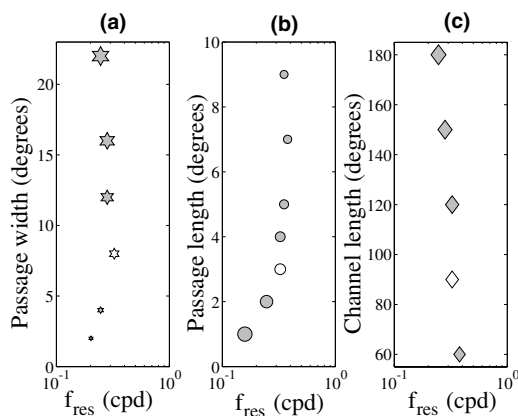 (a)
Passage width (degrees)
20
15
10
5
0
10^-1
10^0
f_res (cpd)
(b)
Passage length (degrees)
10
8
6
4
2
0
10^-1
10^0
f_res (cpd)
(c)
Channel length (degrees)
180
160
140
120
100
80
60
10^-1
10^0
f_res (cpd)